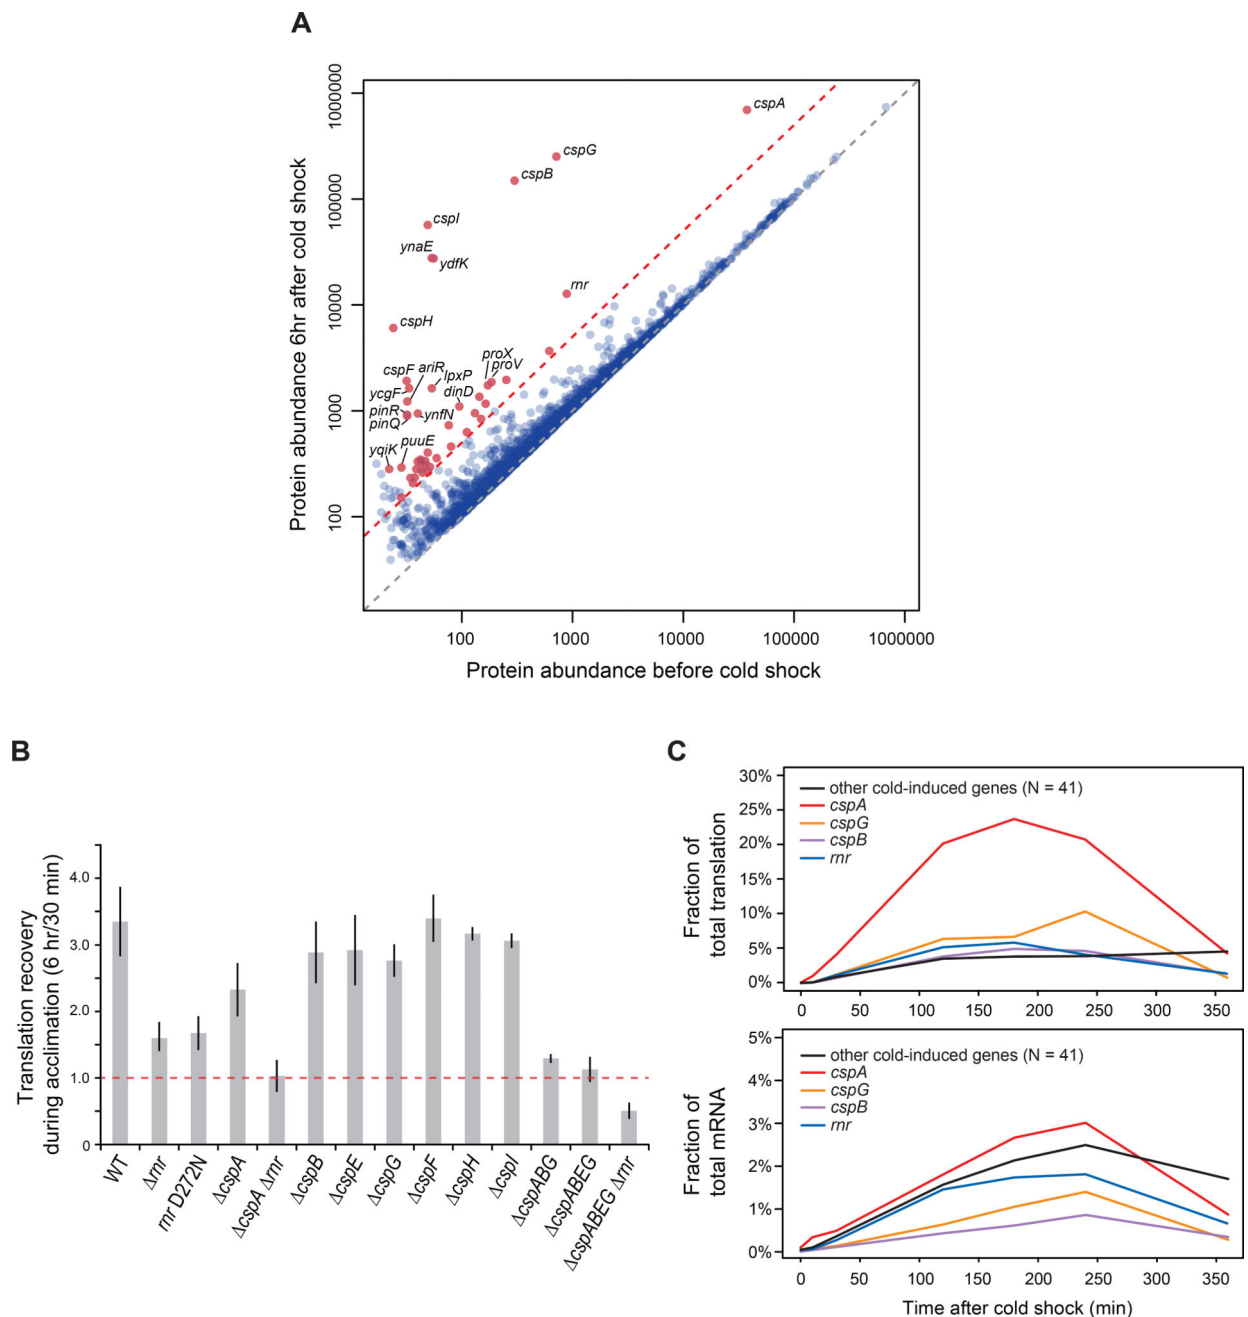 A
Protein abundance 6hr after cold shock
1000000
100000
10000
1000
100
cspA
cspG
cspB
cspI
ynaE
ydfK
rnr
cspH
cspF
ariR
ycgF
lpxP
proX
proV
dinD
pinR
pinQ
ynfN
yqiK
puuE
100
1000
10000
100000
1000000
Protein abundance before cold shock
B
Translation recovery
during acclimation (6 hr/30 min)
4.0
3.0
2.0
1.0
0
WT
Δrnr
rnr D272N
ΔcspA
ΔcspA Δrnr
ΔcspB
ΔcspE
ΔcspG
ΔcspF
ΔcspH
ΔcspI
ΔcspABG
ΔcspABEG
ΔcspABEG Δrnr
C
Fraction of
total translation
30%
25%
20%
15%
10%
5%
0%
other cold-induced genes (N = 41)
cspA
cspG
cspB
rnr
0 50 100 150 200 250 300 350
Fraction of
total mRNA
5%
4%
3%
2%
1%
0%
other cold-induced genes (N = 41)
cspA
cspG
cspB
rnr
0 50 100 150 200 250 300 350
Time after cold shock (min)